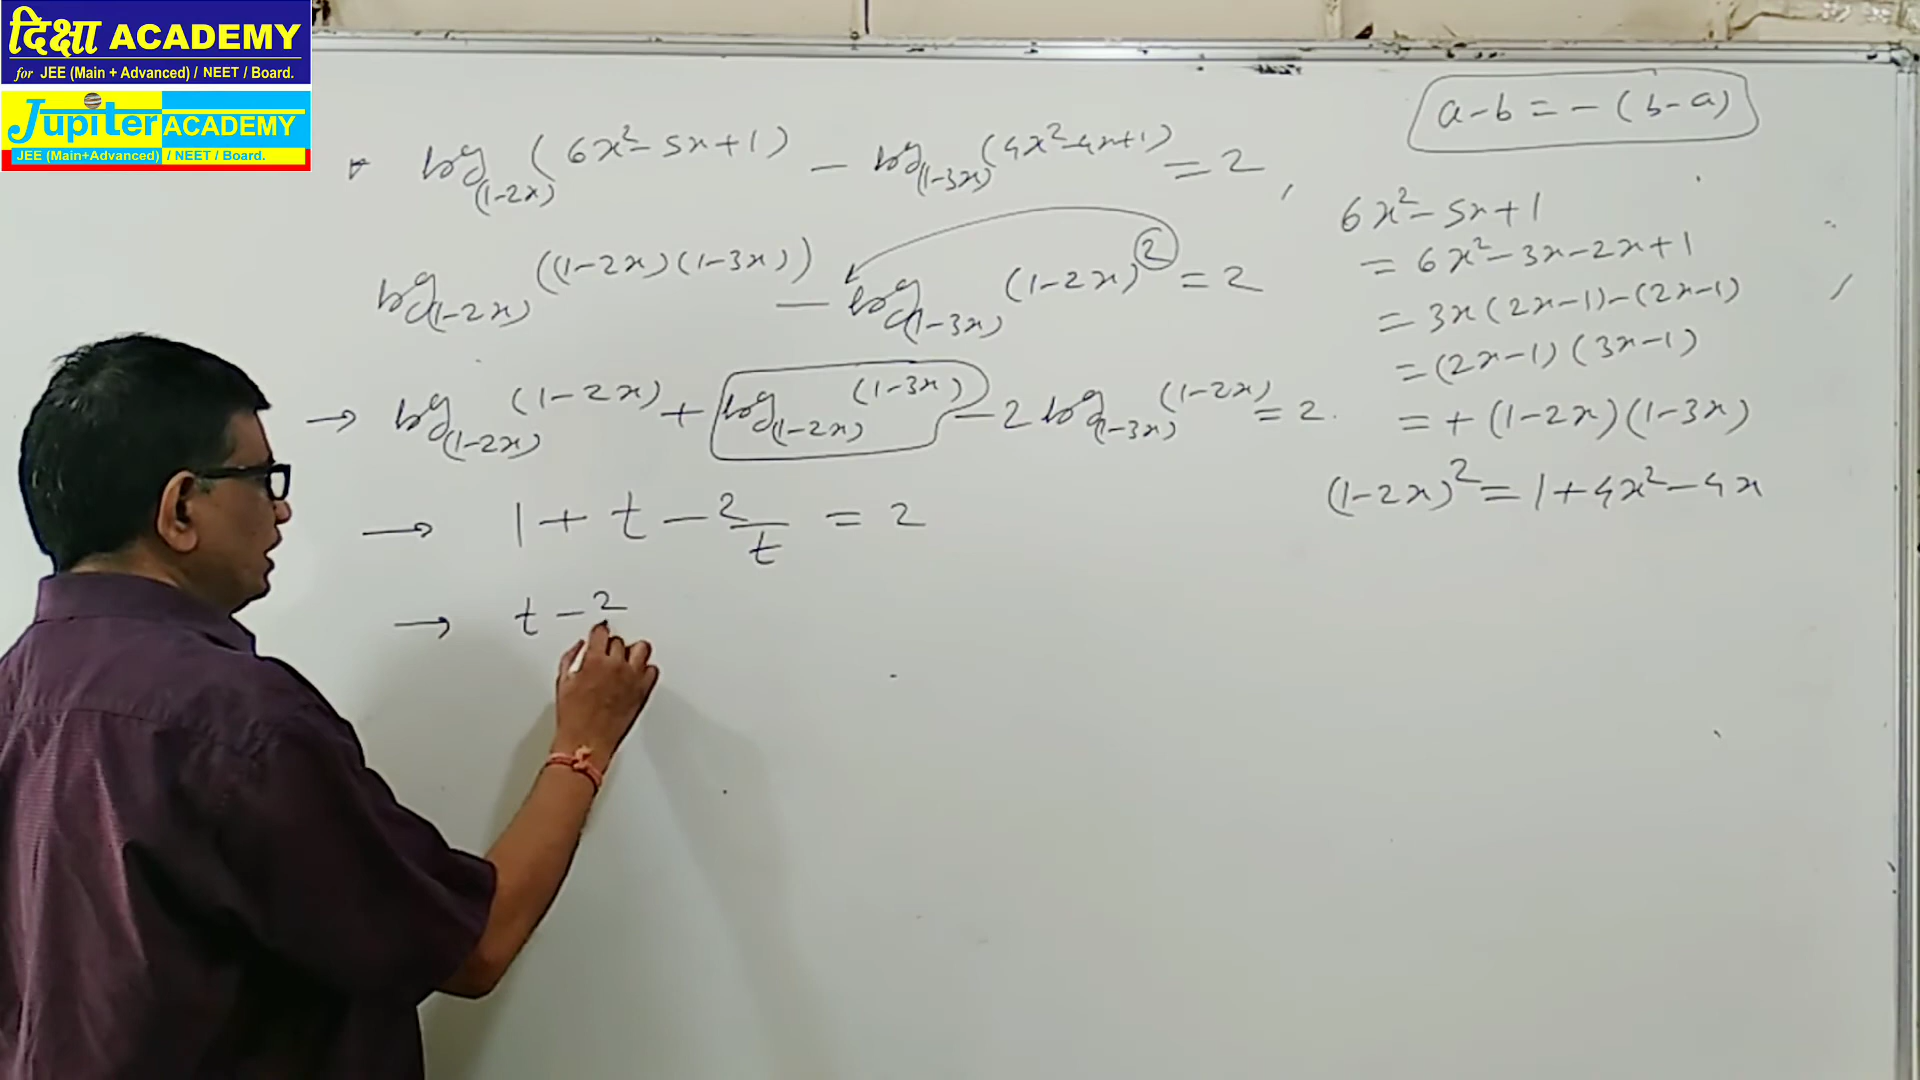 दिक्षा ACADEMY
for JEE (Main + Advanced) / NEET / Board.
Jupiter ACADEMY
JEE (Main+Advanced) / NEET / Board.
a-b = -(b-a)
log(1-2x) (6x²-5x+1) - log(1-3x) (4x²-4x+1) = 2,
log(1-2x) ((1-2x)(1-3x)) - log(1-3x) (1-2x)² = 2
→ log(1-2x) (1-2x) + log(1-2x) (1-3x) - 2 log(1-3x) (1-2x) = 2.
→ 1 + t - 2/t = 2
→ t - 2
6x²-5x+1
= 6x²-3x-2x+1
= 3x(2x-1)-(2x-1)
= (2x-1)(3x-1)
= +(1-2x)(1-3x)
(1-2x)² = 1+4x²-4x